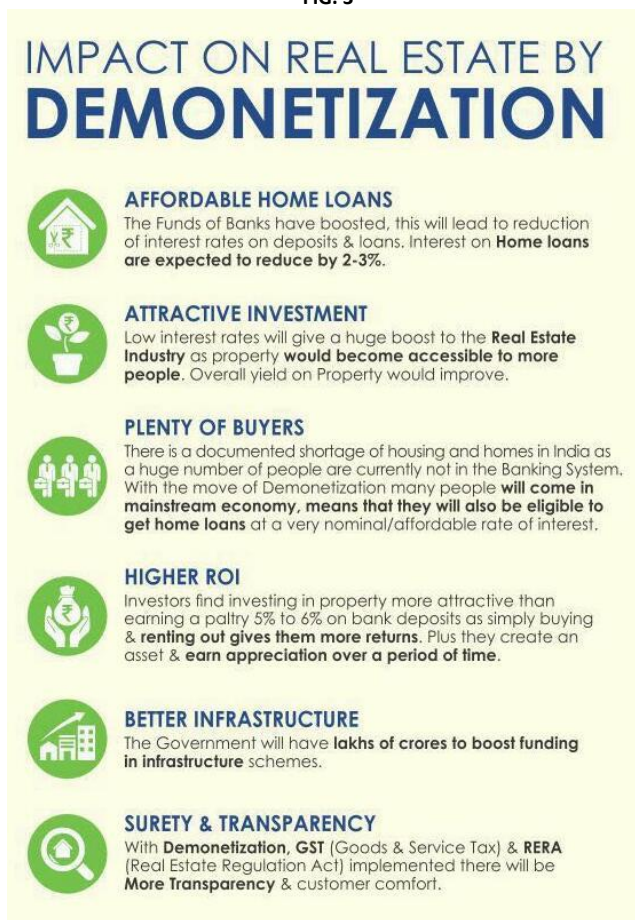 FIG. 3
IMPACT ON REAL ESTATE BY
DEMONETIZATION
AFFORDABLE HOME LOANS
The Funds of Banks have boosted, this will lead to reduction
of interest rates on deposits & loans. Interest on Home loans
are expected to reduce by 2-3%.
ATTRACTIVE INVESTMENT
Low interest rates will give a huge boost to the Real Estate
Industry as property would become accessible to more
people. Overall yield on Property would improve.
PLENTY OF BUYERS
There is a documented shortage of housing and homes in India as
a huge number of people are currently not in the Banking System.
With the move of Demonetization many people will come in
mainstream economy, means that they will also be eligible to
get home loans at a very nominal/affordable rate of interest.
HIGHER ROI
Investors find investing in property more attractive than
earning a paltry 5% to 6% on bank deposits as simply buying
& renting out gives them more returns. Plus they create an
asset & earn appreciation over a period of time.
BETTER INFRASTRUCTURE
The Government will have lakhs of crores to boost funding
in infrastructure schemes.
SURETY & TRANSPARENCY
With Demonetization, GST (Goods & Service Tax) & RERA
(Real Estate Regulation Act) implemented there will be
More Transparency & customer comfort.